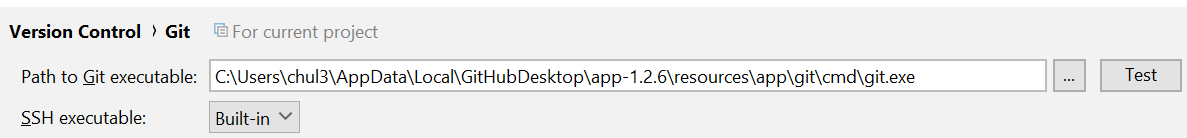 Version Control › Git For current project
Path to Git executable: C:\Users\chul3\AppData\Local\GitHubDesktop\app-1.2.6\resources\app\git\cmd\git.exe ... Test
SSH executable: Built-in